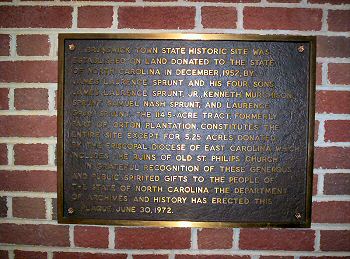 BRUNSWICK TOWN STATE HISTORIC SITE WAS
ESTABLISHED ON LAND DONATED TO THE STATE
OF NORTH CAROLINA IN DECEMBER, 1952, BY
JAMES LAURENCE SPRUNT AND HIS FOUR SONS,
JAMES LAURENCE SPRUNT, JR., KENNETH MURCHISON
SPRUNT, SAMUEL NASH SPRUNT, AND LAURENCE
GRAY SPRUNT. THE 114.5-ACRE TRACT, FORMERLY
PART OF ORTON PLANTATION, CONSTITUTES THE
ENTIRE SITE EXCEPT FOR 5.25 ACRES DONATED
BY THE EPISCOPAL DIOCESE OF EAST CAROLINA WHICH
INCLUDES THE RUINS OF OLD ST. PHILIPS CHURCH.
IN GRATEFUL RECOGNITION OF THESE GENEROUS
AND PUBLIC-SPIRITED GIFTS TO THE PEOPLE OF
THE STATE OF NORTH CAROLINA THE DEPARTMENT
OF ARCHIVES AND HISTORY HAS ERECTED THIS
PLAQUE, JUNE 30, 1972.